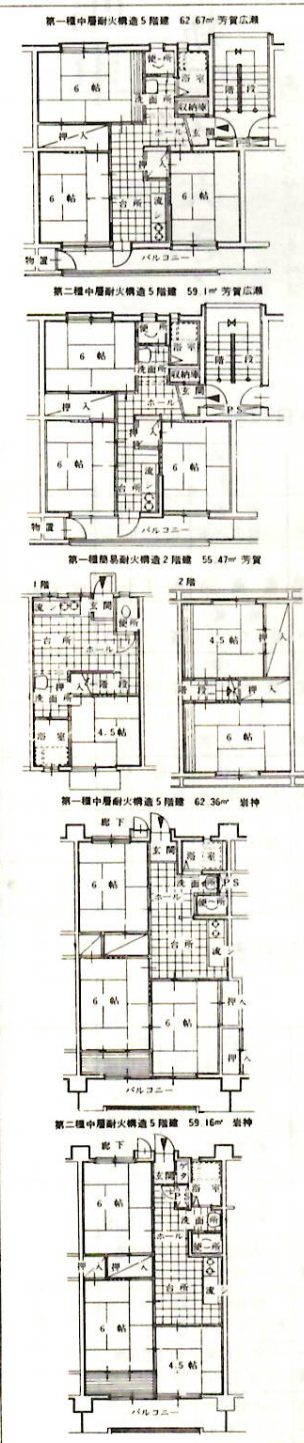 第一種中層耐火構造5階建 62.67㎡ 芳賀広瀬
便所
浴室
階段
6帖
洗面所
収納庫
ホール
玄関
押入
押入
6帖
台所
流シ
6帖
物置
バルコニー
第二種中層耐火構造5階建 59.1㎡ 芳賀広瀬
便所
浴室
階段
6帖
洗面所
収納庫
玄関
押入
ホール
PS
押入
6帖
流シ
6帖
台所
物置
バルコニー
第一種簡易耐火構造2階建 55.47㎡ 芳賀
1階
2階
流シ
玄関
便所
台所
ホール
押入
階段
洗面所
浴室
4.5帖
4.5帖
押入
階段
押入
6帖
第一種中層耐火構造5階建 62.36㎡ 岩神
廊下
玄関
浴室
6帖
洗面所
PS
ホール
便所
台所
流シ
6帖
6帖
押入
押入
バルコニー
第二種中層耐火構造5階建 59.16㎡ 岩神
廊下
玄関
ゲタ
浴室
PS
6帖
洗面所
ホール
便所
押入
押入
台所
流シ
6帖
4.5帖
バルコニー